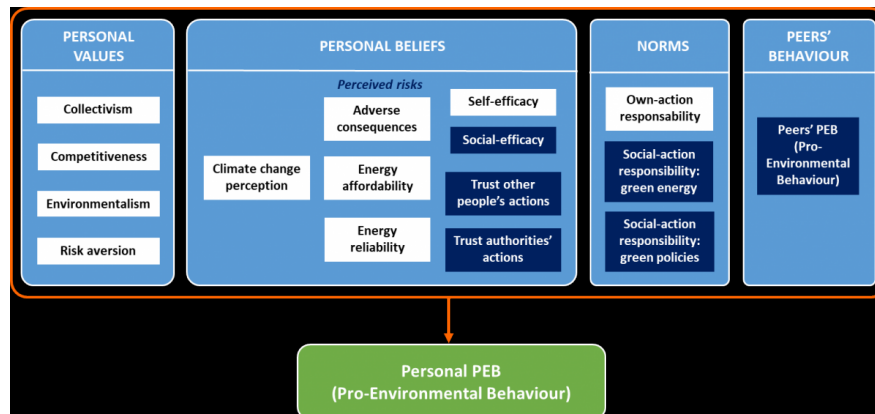 PERSONAL
VALUES
Collectivism
Competitiveness
Environmentalism
Risk aversion
PERSONAL BELIEFS
Climate change
perception
Perceived risks
Adverse
consequences
Energy
affordability
Energy
reliability
Self-efficacy
Social-efficacy
Trust other
people's actions
Trust authorities'
actions
NORMS
Own-action
responsability
Social-action
responsibility:
green energy
Social-action
responsibility:
green policies
PEERS'
BEHAVIOUR
Peers' PEB
(Pro-
Environmental
Behaviour)
Personal PEB
(Pro-Environmental Behaviour)